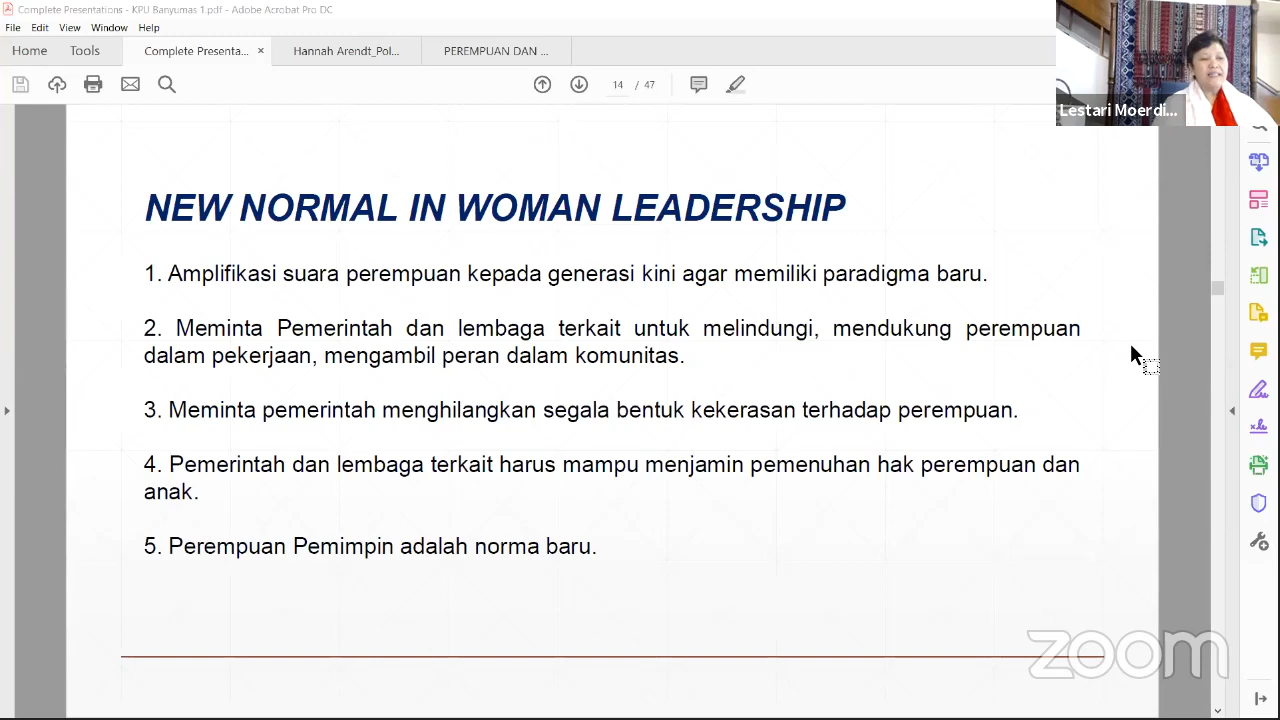 Complete Presentations - KPU Banyumas 1.pdf - Adobe Acrobat Pro DC
File Edit View Window Help
Home Tools Complete Presenta... × Hannah Arendt_Pol... PEREMPUAN DAN ...
14 / 47
Lestari Moerdi...
NEW NORMAL IN WOMAN LEADERSHIP
1. Amplifikasi suara perempuan kepada generasi kini agar memiliki paradigma baru.
2. Meminta Pemerintah dan lembaga terkait untuk melindungi, mendukung perempuan
dalam pekerjaan, mengambil peran dalam komunitas.
3. Meminta pemerintah menghilangkan segala bentuk kekerasan terhadap perempuan.
4. Pemerintah dan lembaga terkait harus mampu menjamin pemenuhan hak perempuan dan
anak.
5. Perempuan Pemimpin adalah norma baru.
zoom